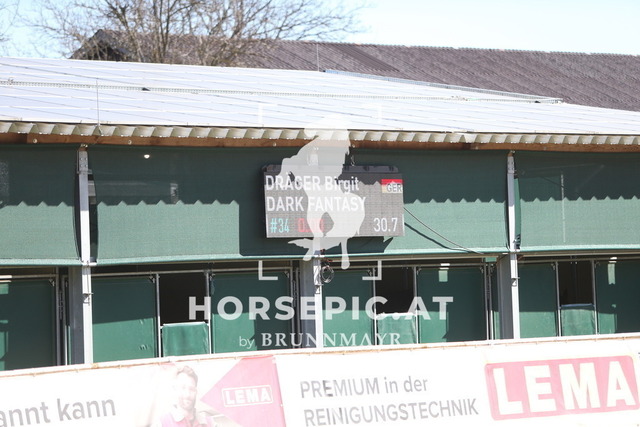 DRAGER Birgit
GER
DARK FANTASY
#34 30.7
HORSEPIC.AT
by BRUNNMAYR
annt kann
LEMA
PREMIUM in der
REINIGUNGSTECHNIK
LEMA